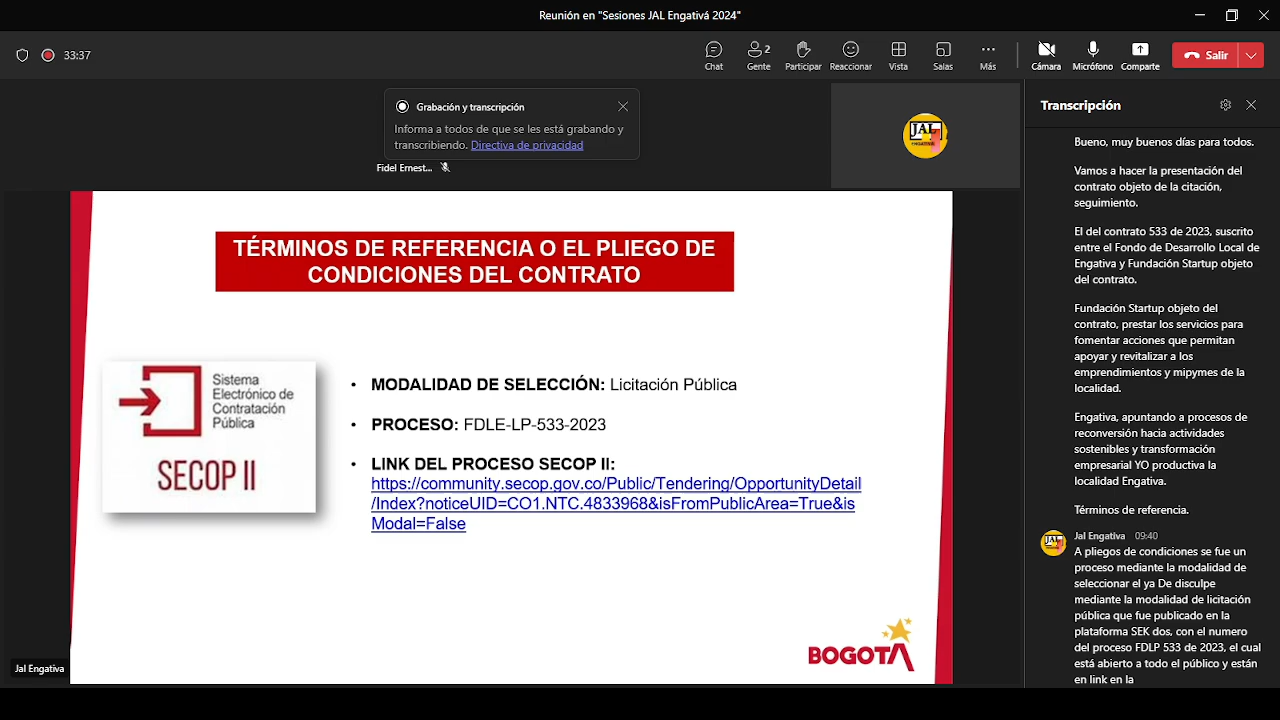 Reunión en "Sesiones JAL Engativá 2024"
33:37
Chat
2
Gente
Participar
Reaccionar
Vista
Salas
Más
Cámara
Micrófono
Comparte
Salir
Grabación y transcripción
Informa a todos de que se les está grabando y
transcribiendo. Directiva de privacidad
Fidel Ernest...
JAL
ENGATIVÁ
TÉRMINOS DE REFERENCIA O EL PLIEGO DE
CONDICIONES DEL CONTRATO
Sistema
Electrónico de
Contratación
Pública
SECOP II
• MODALIDAD DE SELECCIÓN: Licitación Pública
• PROCESO: FDLE-LP-533-2023
• LINK DEL PROCESO SECOP II:
https://community.secop.gov.co/Public/Tendering/OpportunityDetail
/Index?noticeUID=CO1.NTC.4833968&isFromPublicArea=True&is
Modal=False
BOGOTÁ
Jal Engativa
Transcripción
Bueno, muy buenos días para todos.
Vamos a hacer la presentación del
contrato objeto de la citación,
seguimiento.
El del contrato 533 de 2023, suscrito
entre el Fondo de Desarrollo Local de
Engativa y Fundación Startup objeto
del contrato.
Fundación Startup objeto del
contrato, prestar los servicios para
fomentar acciones que permitan
apoyar y revitalizar a los
emprendimientos y mipymes de la
localidad.
Engativa, apuntando a procesos de
reconversión hacia actividades
sostenibles y transformación
empresarial YO productiva la
localidad Engativa.
Términos de referencia.
JAL
Jal Engativa 09:40
A pliegos de condiciones se fue un
proceso mediante la modalidad de
seleccionar el ya De disculpe
mediante la modalidad de licitación
pública que fue publicado en la
plataforma SEK dos, con el numero
del proceso FDLP 533 de 2023, el cual
está abierto a todo el público y están
en link en la